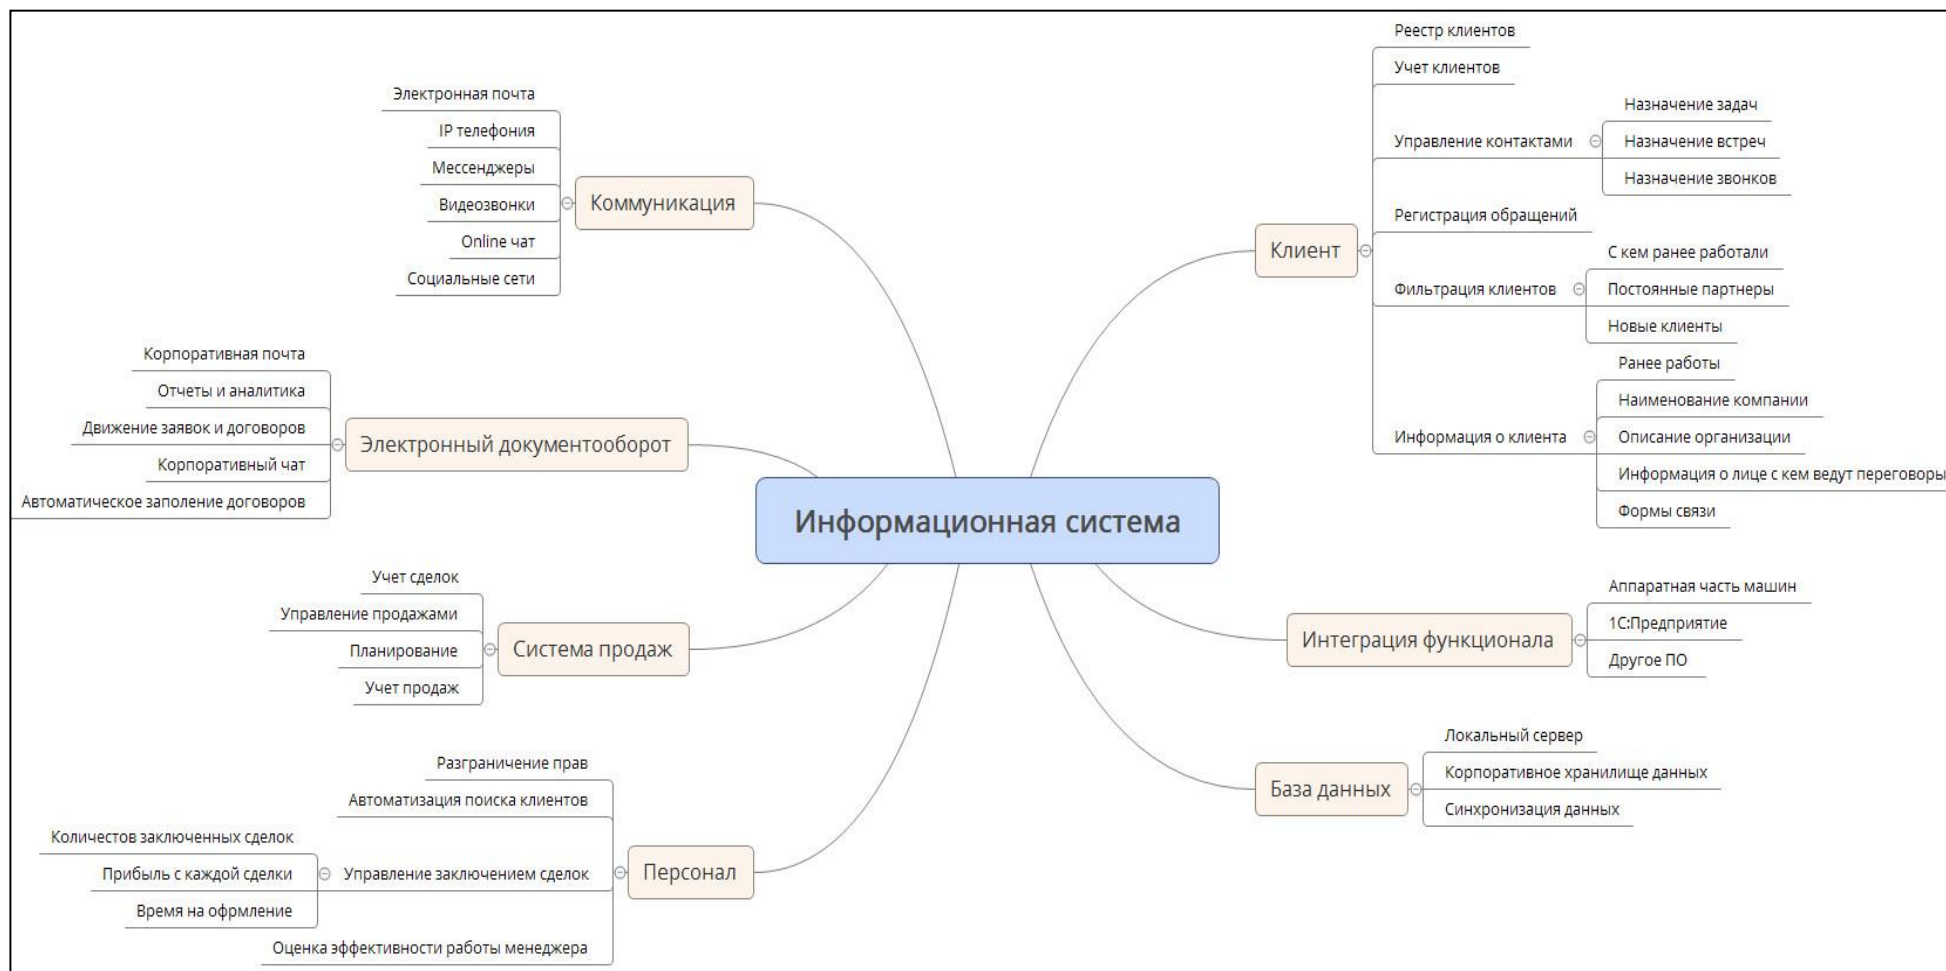 Информационная система
Коммуникация
Электронная почта
IP телефония
Мессенджеры
Видеозвонки
Online чат
Социальные сети
Электронный документооборот
Корпоративная почта
Отчеты и аналитика
Движение заявок и договоров
Корпоративный чат
Автоматическое заполение договоров
Система продаж
Учет сделок
Управление продажами
Планирование
Учет продаж
Персонал
Разграничение прав
Автоматизация поиска клиентов
Управление заключением сделок
Количестов заключенных сделок
Прибыль с каждой сделки
Время на офрмление
Оценка эффективности работы менеджера
Клиент
Реестр клиентов
Учет клиентов
Управление контактами
Назначение задач
Назначение встреч
Назначение звонков
Регистрация обращений
Фильтрация клиентов
С кем ранее работали
Постоянные партнеры
Новые клиенты
Информация о клиента
Ранее работы
Наименование компании
Описание организации
Информация о лице с кем ведут переговоры
Формы связи
Интеграция функционала
Аппаратная часть машин
1С:Предприятие
Другое ПО
База данных
Локальный сервер
Корпоративное хранилище данных
Синхронизация данных